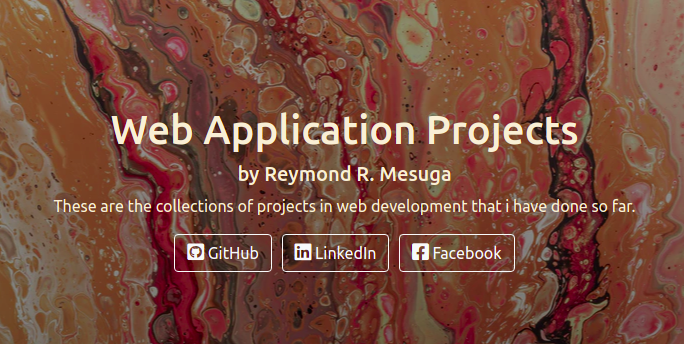 Web Application Projects
by Reymond R. Mesuga
These are the collections of projects in web development that i have done so far.
GitHub LinkedIn Facebook